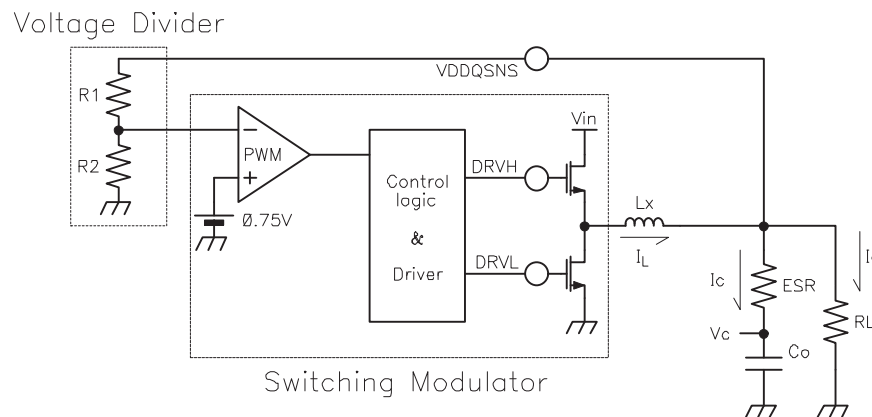 Voltage Divider
VDDQSNS
R1
R2
PWM
0.75V
Control
logic
&
Driver
DRVH
DRVL
Vin
Lx
IL
Ic
ESR
Vc
Co
RL
Switching Modulator